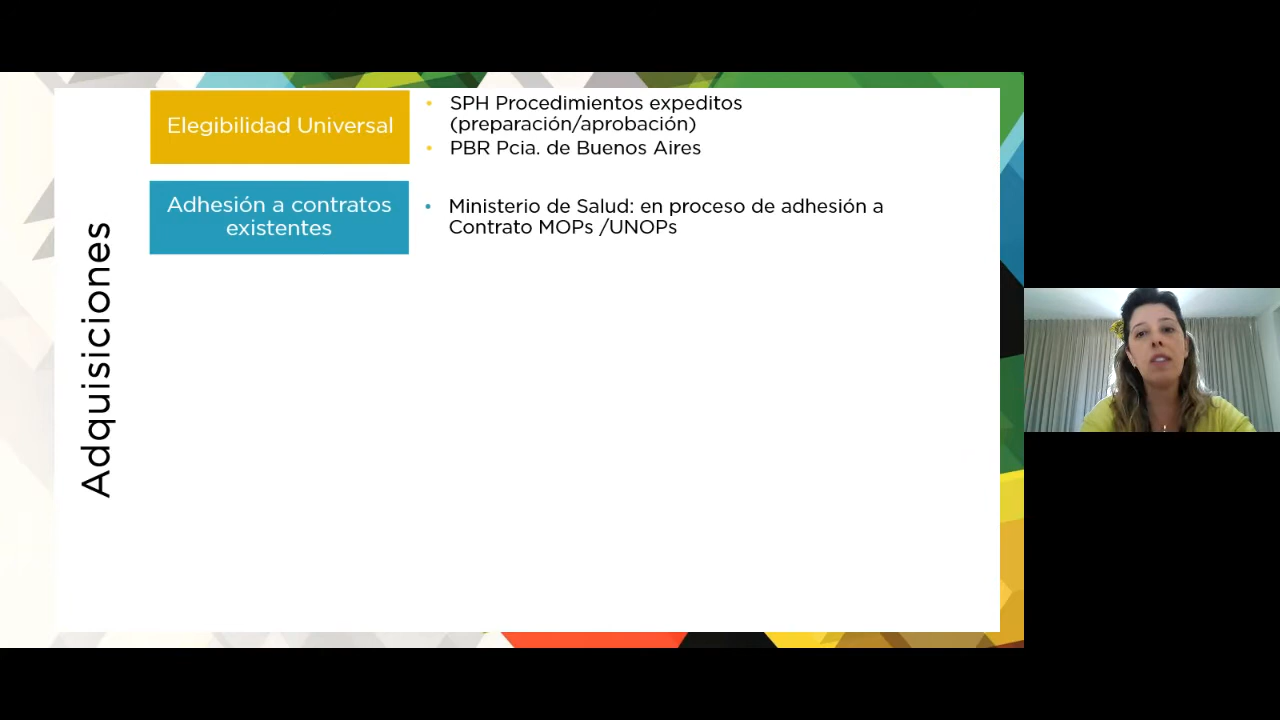 Adquisiciones
Elegibilidad Universal
• SPH Procedimientos expeditos
(preparación/aprobación)
• PBR Pcia. de Buenos Aires
Adhesión a contratos
existentes
• Ministerio de Salud: en proceso de adhesión a
Contrato MOPs /UNOPs